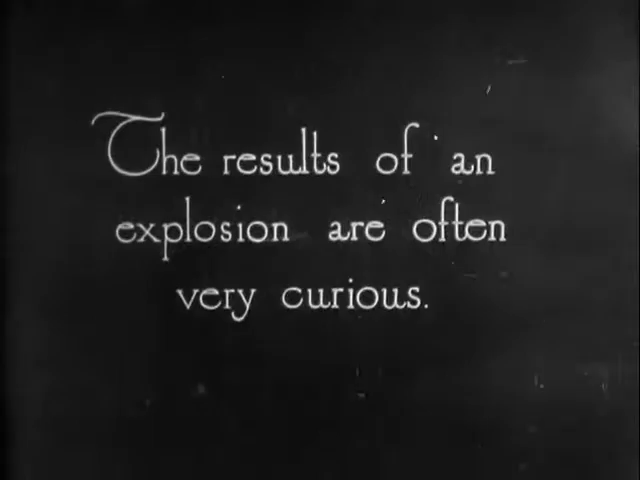 The results of an
explosion are often
very curious.